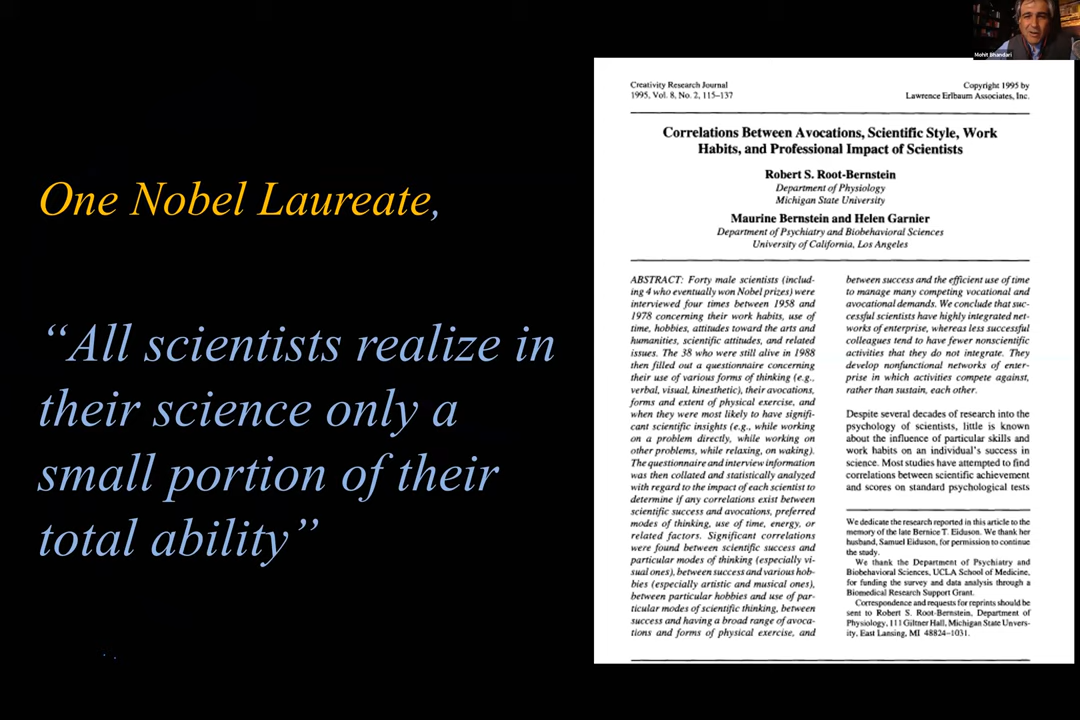 Mohit Bhandari
One Nobel Laureate,
“All scientists realize in
their science only a
small portion of their
total ability”
Creativity Research Journal
1995, Vol. 8, No. 2, 115–137
Copyright 1995 by
Lawrence Erlbaum Associates, Inc.
Correlations Between Avocations, Scientific Style, Work
Habits, and Professional Impact of Scientists
Robert S. Root-Bernstein
Department of Physiology
Michigan State University
Maurine Bernstein and Helen Garnier
Department of Psychiatry and Biobehavioral Sciences
University of California, Los Angeles
ABSTRACT: Forty male scientists (includ-
ing 4 who eventually won Nobel prizes) were
interviewed four times between 1958 and
1978 concerning their work habits, use of
time, hobbies, attitudes toward the arts and
humanities, scientific attitudes, and related
issues. The 38 who were still alive in 1988
then filled out a questionnaire concerning
their use of various forms of thinking (e.g.,
verbal, visual, kinesthetic), their avocations,
forms and extent of physical exercise, and
when they were most likely to have signifi-
cant scientific insights (e.g., while working
on a problem directly, while working on
other problems, while relaxing, on waking).
The questionnaire and interview information
was then collated and statistically analyzed
with regard to the impact of each scientist to
determine if any correlations exist between
scientific success and avocations, preferred
modes of thinking, use of time, energy, or
related factors. Significant correlations
were found between scientific success and
particular modes of thinking (especially vi-
sual ones), between success and various hob-
bies (especially artistic and musical ones),
between particular hobbies and use of par-
ticular modes of scientific thinking, between
success and having a broad range of avoca-
tions and forms of physical exercise, and
between success and the efficient use of time
to manage many competing vocational and
avocational demands. We conclude that suc-
cessful scientists have highly integrated net-
works of enterprise, whereas less successful
colleagues tend to have fewer nonscientific
activities that they do not integrate. They
develop nonfunctional networks of enter-
prise in which activities compete against,
rather than sustain, each other.
Despite several decades of research into the
psychology of scientists, little is known
about the influence of particular skills and
work habits on an individual's success in
science. Most studies have attempted to find
correlations between scientific achievement
and scores on standard psychological tests
We dedicate the research reported in this article to the
memory of the late Bernice T. Eiduson. We thank her
husband, Samuel Eiduson, for permission to continue
the study.
We thank the Department of Psychiatry and
Biobehavioral Sciences, UCLA School of Medicine,
for funding the survey and data analysis through a
Biomedical Research Support Grant.
Correspondence and requests for reprints should be
sent to Robert S. Root-Bernstein, Department of
Physiology, 111 Giltner Hall, Michigan State Unvers-
ity, East Lansing, MI 48824–1031.